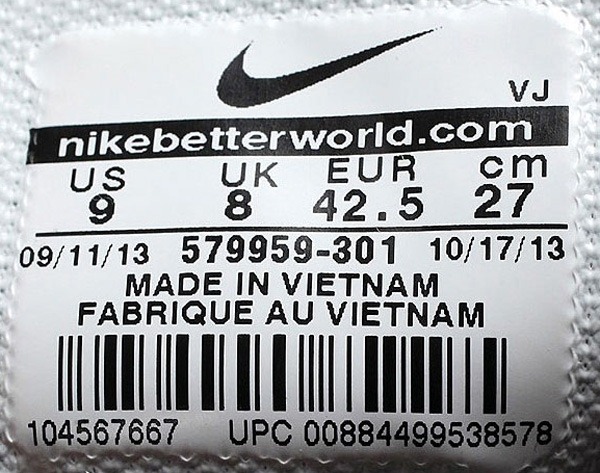 VJ
nikebetterworld.com
US UK EUR cm
9 8 42.5 27
09/11/13 579959-301 10/17/13
MADE IN VIETNAM
FABRIQUE AU VIETNAM
104567667 UPC 00884499538578